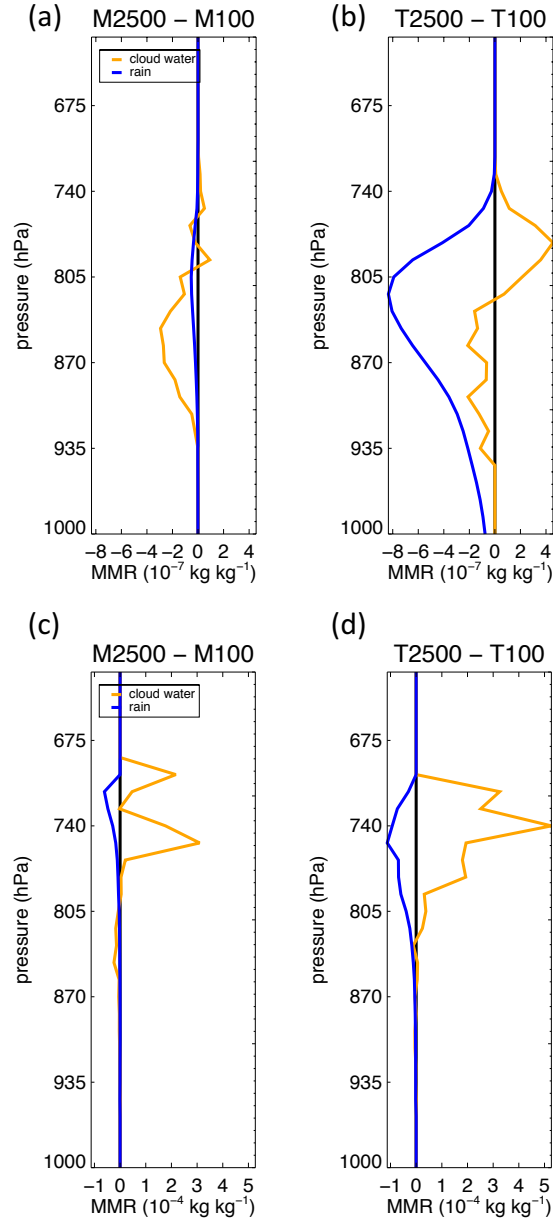 (a)
M2500 − M100
cloud water
rain
675
740
805
870
935
1000
pressure (hPa)
−8 −6 −4 −2 0 2 4
MMR (10⁻⁷ kg kg⁻¹)
(b)
T2500 − T100
675
740
805
870
935
1000
pressure (hPa)
−8 −6 −4 −2 0 2 4
MMR (10⁻⁷ kg kg⁻¹)
(c)
M2500 − M100
cloud water
rain
675
740
805
870
935
1000
pressure (hPa)
−1 0 1 2 3 4 5
MMR (10⁻⁴ kg kg⁻¹)
(d)
T2500 − T100
675
740
805
870
935
1000
pressure (hPa)
−1 0 1 2 3 4 5
MMR (10⁻⁴ kg kg⁻¹)